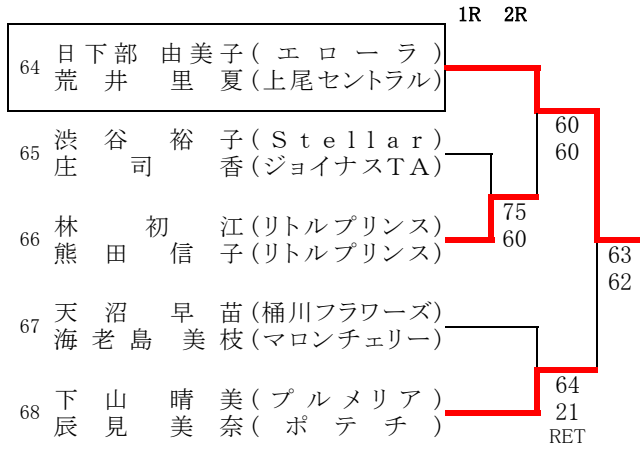 1R 2R
64 日下部 由美子(エローラ)
荒井 里夏(上尾セントラル)
60
60
65 渋谷 裕子(Stellar)
庄司 香(ジョイナスTA)
75
60
66 林 初江(リトルプリンス)
熊田 信子(リトルプリンス)
63
62
67 天沼 早苗(桶川フラワーズ)
海老島 美枝(マロンチェリー)
68 下山 晴美(プルメリア)
辰見 美奈(ポテチ)
64
21
RET